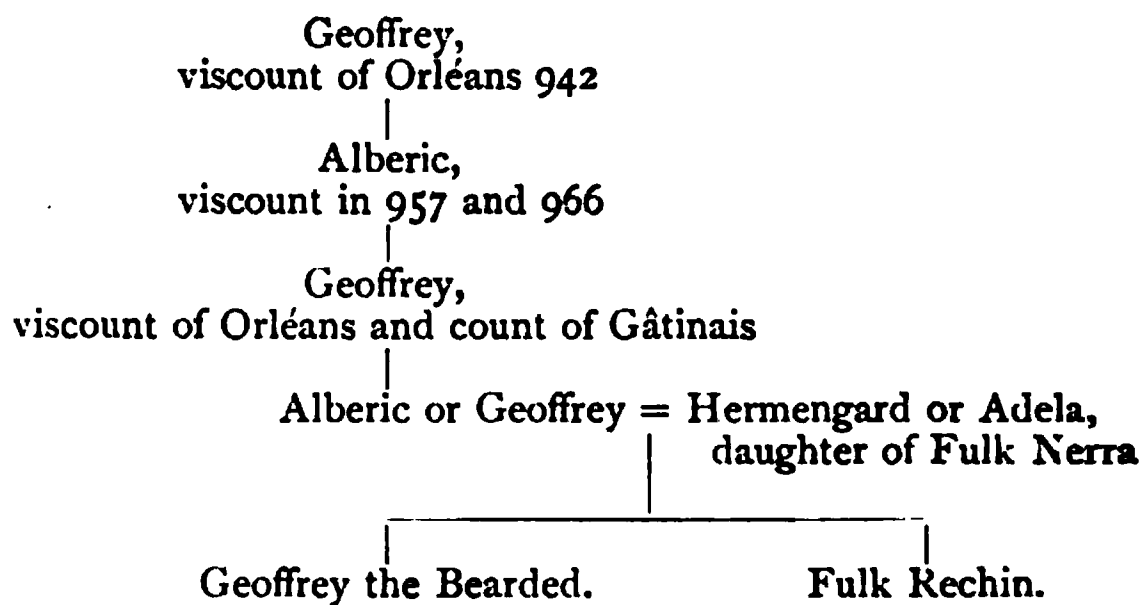 Geoffrey,
viscount of Orléans 942
Alberic,
viscount in 957 and 966
Geoffrey,
viscount of Orléans and count of Gâtinais
Alberic or Geoffrey = Hermengard or Adela,
daughter of Fulk Nerra
Geoffrey the Bearded. Fulk Rechin.